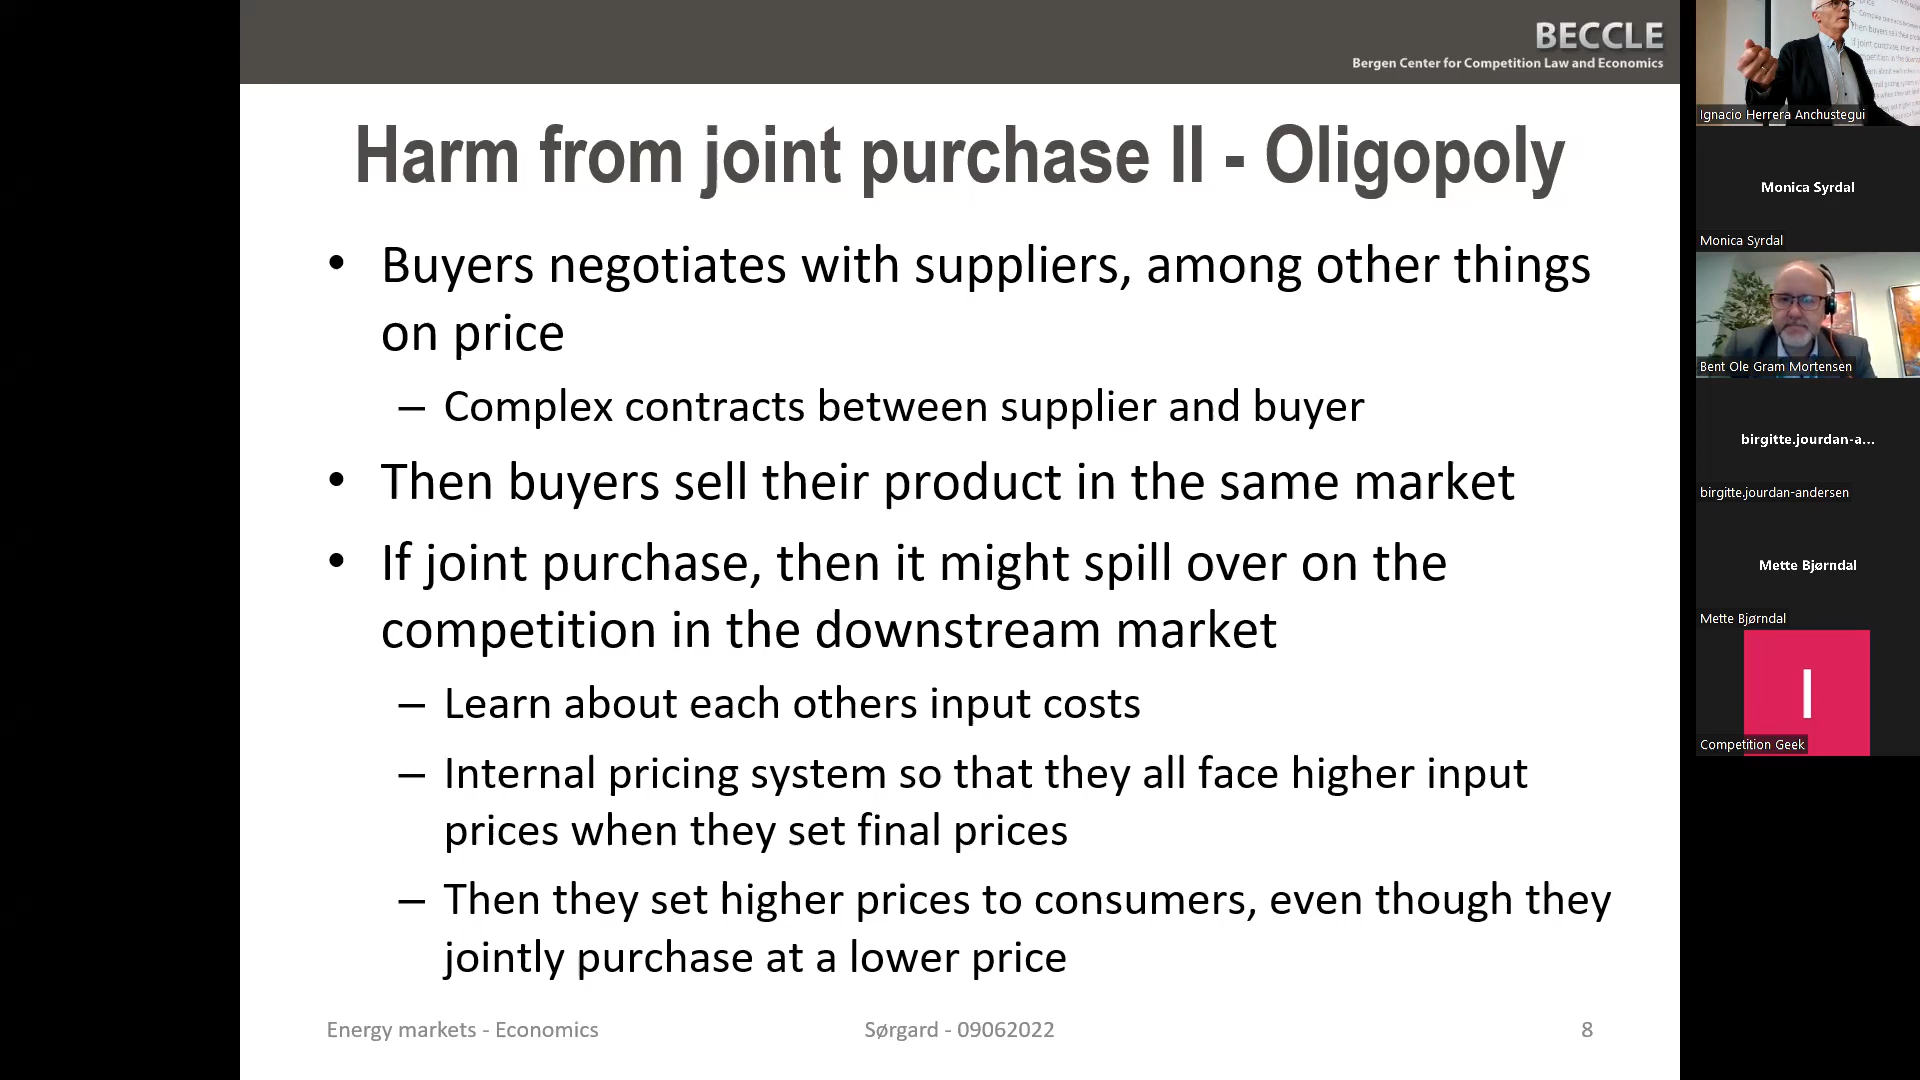 BECCLE
Bergen Center for Competition Law and Economics
Harm from joint purchase II - Oligopoly
• Buyers negotiates with suppliers, among other things
on price
– Complex contracts between supplier and buyer
• Then buyers sell their product in the same market
• If joint purchase, then it might spill over on the
competition in the downstream market
– Learn about each others input costs
– Internal pricing system so that they all face higher input
prices when they set final prices
– Then they set higher prices to consumers, even though they
jointly purchase at a lower price
Energy markets - Economics
Sørgard - 09062022
8
Ignacio Herrera Anchustegui
Monica Syrdal
Monica Syrdal
Bent Ole Gram Mortensen
birgitte.jourdan-a...
birgitte.jourdan-andersen
Mette Bjørndal
Mette Bjørndal
I
Competition Geek